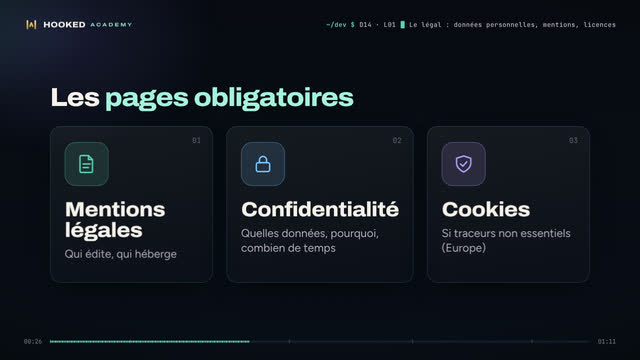 HOOKED ACADEMY
~/dev $ D14 · L01 Le légal : données personnelles, mentions, licences
Les pages obligatoires
01
Mentions
légales
Qui édite, qui héberge
02
Confidentialité
Quelles données, pourquoi,
combien de temps
03
Cookies
Si traceurs non essentiels
(Europe)
00:26
01:11